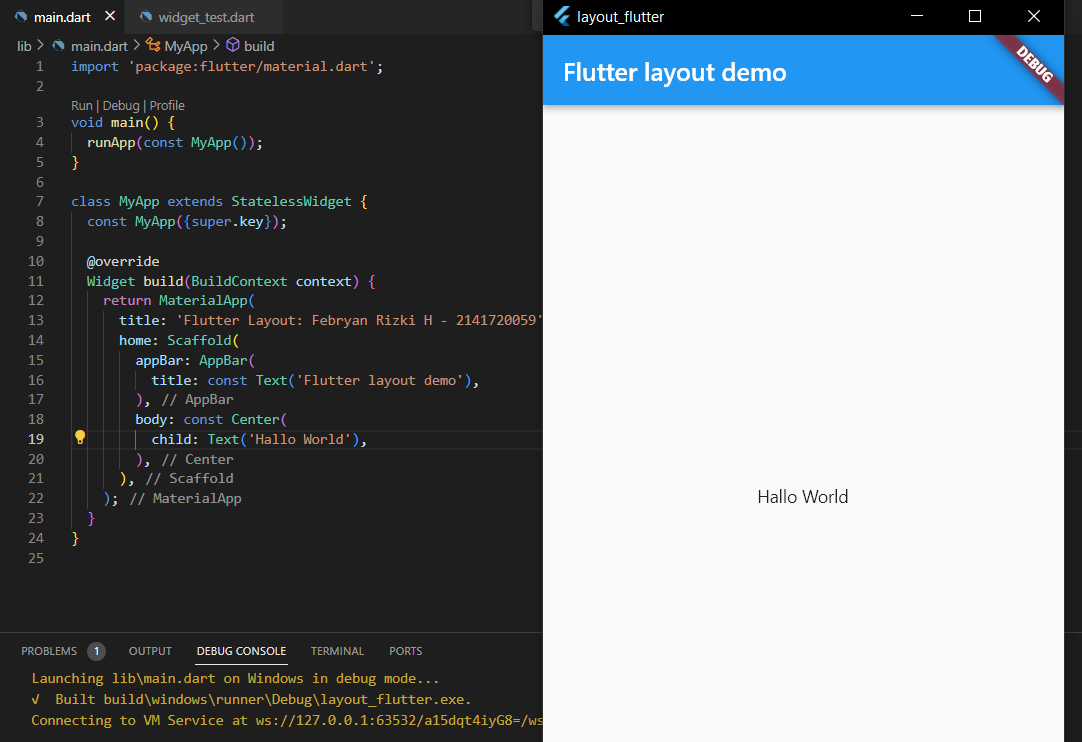 main.dart
widget_test.dart
lib > main.dart > MyApp > build
1 import 'package:flutter/material.dart';
2
Run | Debug | Profile
3 void main() {
4 runApp(const MyApp());
5 }
6
7 class MyApp extends StatelessWidget {
8 const MyApp({super.key});
9
10 @override
11 Widget build(BuildContext context) {
12 return MaterialApp(
13 title: 'Flutter Layout: Febryan Rizki H - 2141720059'
14 home: Scaffold(
15 appBar: AppBar(
16 title: const Text('Flutter layout demo'),
17 ), // AppBar
18 body: const Center(
19 child: Text('Hallo World'),
20 ), // Center
21 ), // Scaffold
22 ); // MaterialApp
23 }
24 }
25
PROBLEMS 1 OUTPUT DEBUG CONSOLE TERMINAL PORTS
Launching lib\main.dart on Windows in debug mode...
√ Built build\windows\runner\Debug\layout_flutter.exe.
Connecting to VM Service at ws://127.0.0.1:63532/a15dqt4iyG8=/ws
layout_flutter
Flutter layout demo
DEBUG
Hallo World